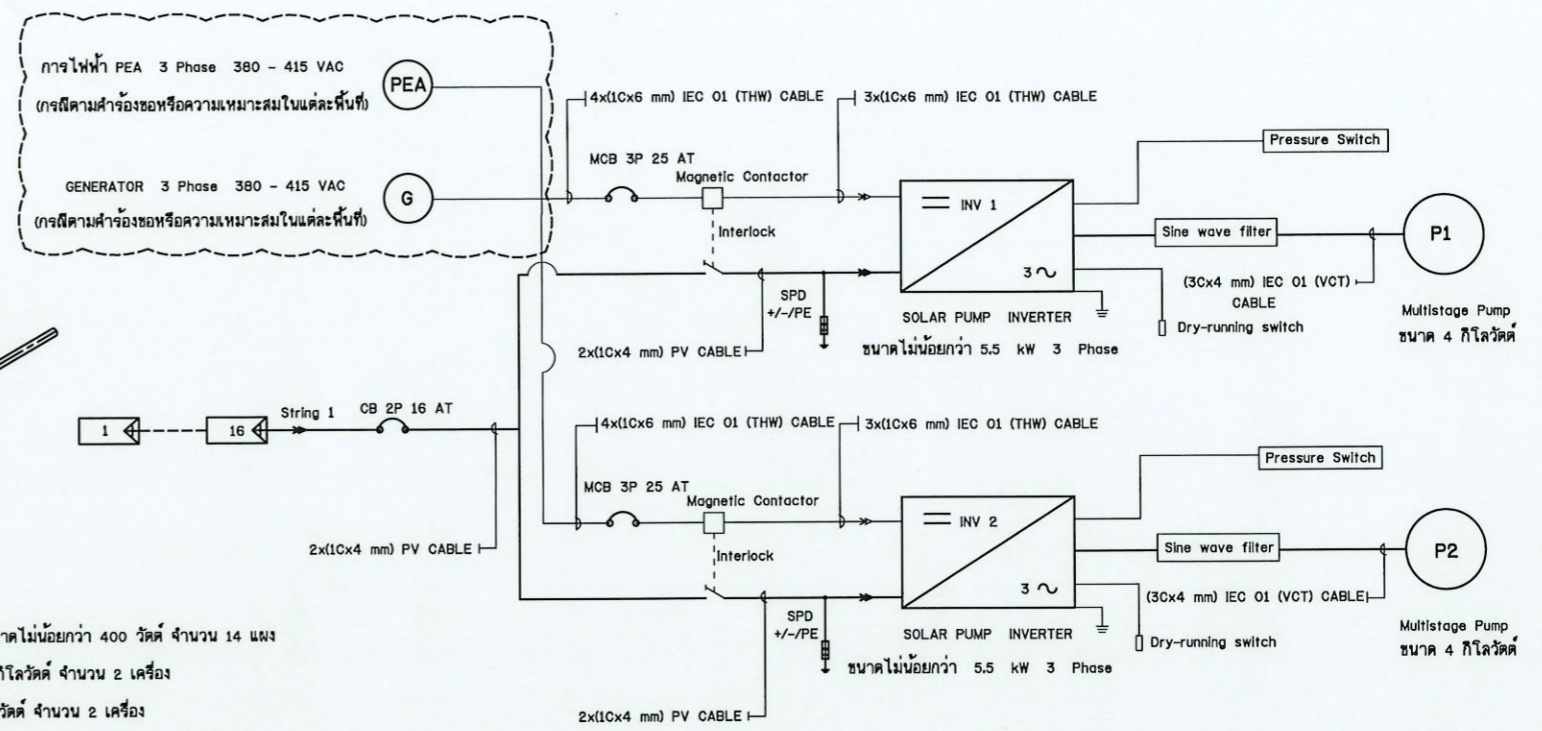 การไฟฟ้า PEA 3 Phase 380 - 415 VAC
(กรณีตามคำร้องขอหรือความเหมาะสมในแต่ละพื้นที่)
PEA
GENERATOR 3 Phase 380 - 415 VAC
(กรณีตามคำร้องขอหรือความเหมาะสมในแต่ละพื้นที่)
G
4x(1Cx6 mm) IEC 01 (THW) CABLE
3x(1Cx6 mm) IEC 01 (THW) CABLE
MCB 3P 25 AT
Magnetic Contactor
Interlock
INV 1
3
Pressure Switch
Sine wave filter
P1
(3Cx4 mm) IEC 01 (VCT)
CABLE
Dry-running switch
Multistage Pump
ขนาด 4 กิโลวัตต์
SPD
+/-/PE
SOLAR PUMP INVERTER
ขนาดไม่น้อยกว่า 5.5 kW 3 Phase
2x(1Cx4 mm) PV CABLE
1
16
String 1
CB 2P 16 AT
2x(1Cx4 mm) PV CABLE
4x(1Cx6 mm) IEC 01 (THW) CABLE
3x(1Cx6 mm) IEC 01 (THW) CABLE
MCB 3P 25 AT
Magnetic Contactor
Interlock
INV 2
3
Pressure Switch
Sine wave filter
P2
(3Cx4 mm) IEC 01 (VCT) CABLE
Dry-running switch
Multistage Pump
ขนาด 4 กิโลวัตต์
SPD
+/-/PE
SOLAR PUMP INVERTER
ขนาดไม่น้อยกว่า 5.5 kW 3 Phase
2x(1Cx4 mm) PV CABLE
าดไม่น้อยกว่า 400 วัตต์ จำนวน 14 แผง
กิโลวัตต์ จำนวน 2 เครื่อง
วัตต์ จำนวน 2 เครื่อง